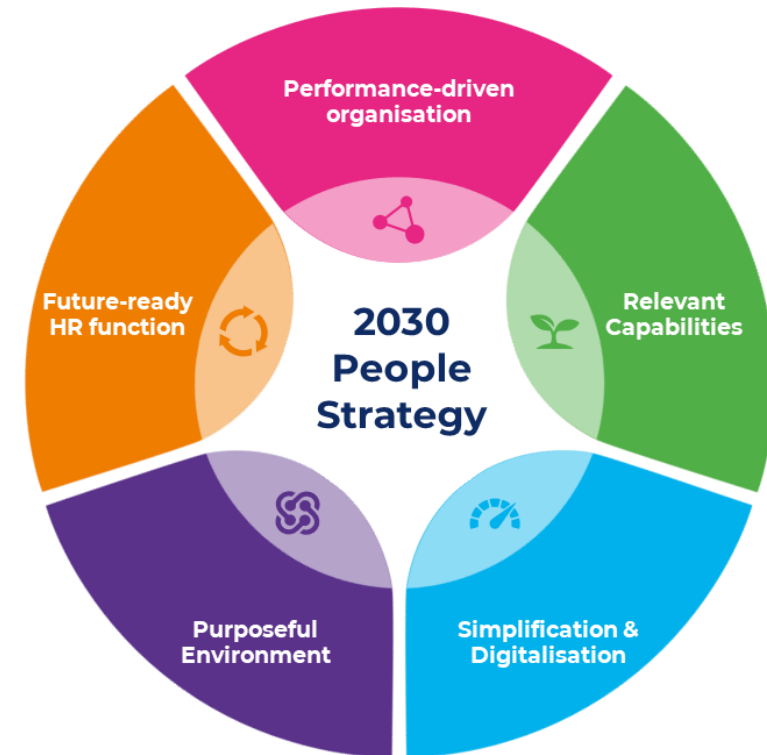 Performance-driven
organisation
Future-ready
HR function
2030
People
Strategy
Relevant
Capabilities
Purposeful
Environment
Simplification &
Digitalisation